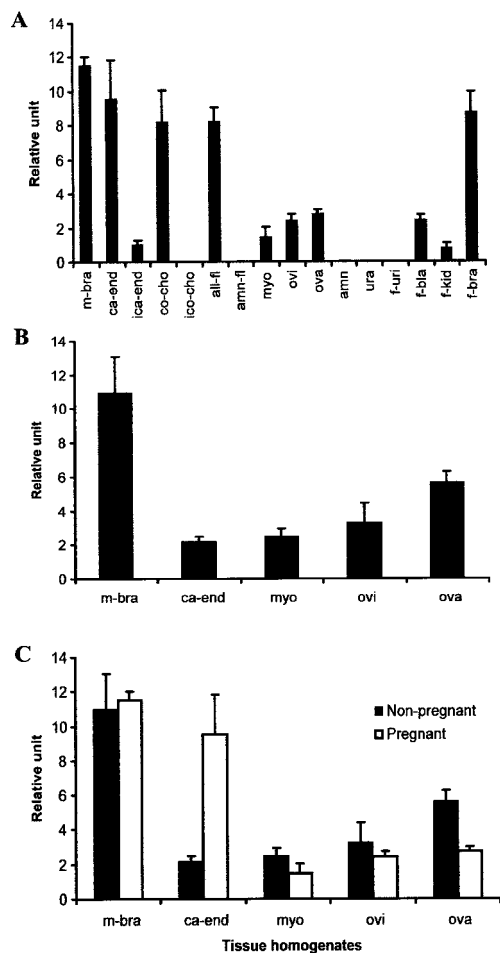 A
Relative unit
14
12
10
8
6
4
2
0
m-bra
ca-end
ica-end
co-cho
ico-cho
all-fl
amn-fl
myo
ovi
ova
amn
ura
f-uri
f-bla
f-kid
f-bra
B
Relative unit
14
12
10
8
6
4
2
0
m-bra ca-end myo ovi ova
C
Relative unit
14
12
10
8
6
4
2
0
Non-pregnant
Pregnant
m-bra ca-end myo ovi ova
Tissue homogenates